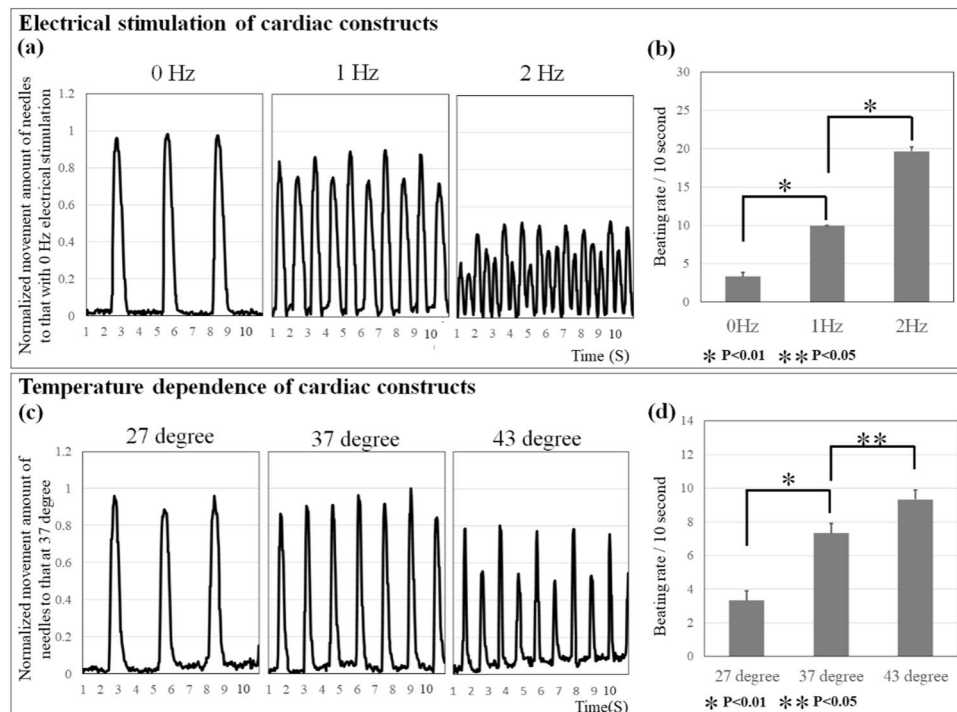 Electrical stimulation of cardiac constructs
(a)
0 Hz
1 Hz
2 Hz
Normalized movement amount of needles
to that with 0 Hz electrical stimulation
1.2
1
0.8
0.6
0.4
0.2
0
1 2 3 4 5 6 7 8 9 10
1 2 3 4 5 6 7 8 9 10
1 2 3 4 5 6 7 8 9 10
Time (S)
(b)
Beating rate / 10 second
30
25
20
15
10
5
0
*
*
0Hz
1Hz
2Hz
* P<0.01 ** P<0.05
Temperature dependence of cardiac constructs
(c)
27 degree
37 degree
43 degree
Normalized movement amount of
needles to that at 37 degree
1.2
1
0.8
0.6
0.4
0.2
0
1 2 3 4 5 6 7 8 9 10
1 2 3 4 5 6 7 8 9 10
1 2 3 4 5 6 7 8 9 10
Time(S)
(d)
Beating rate / 10 second
14
12
10
8
6
4
2
0
*
**
27 degree
37 degree
43 degree
* P<0.01 ** P<0.05